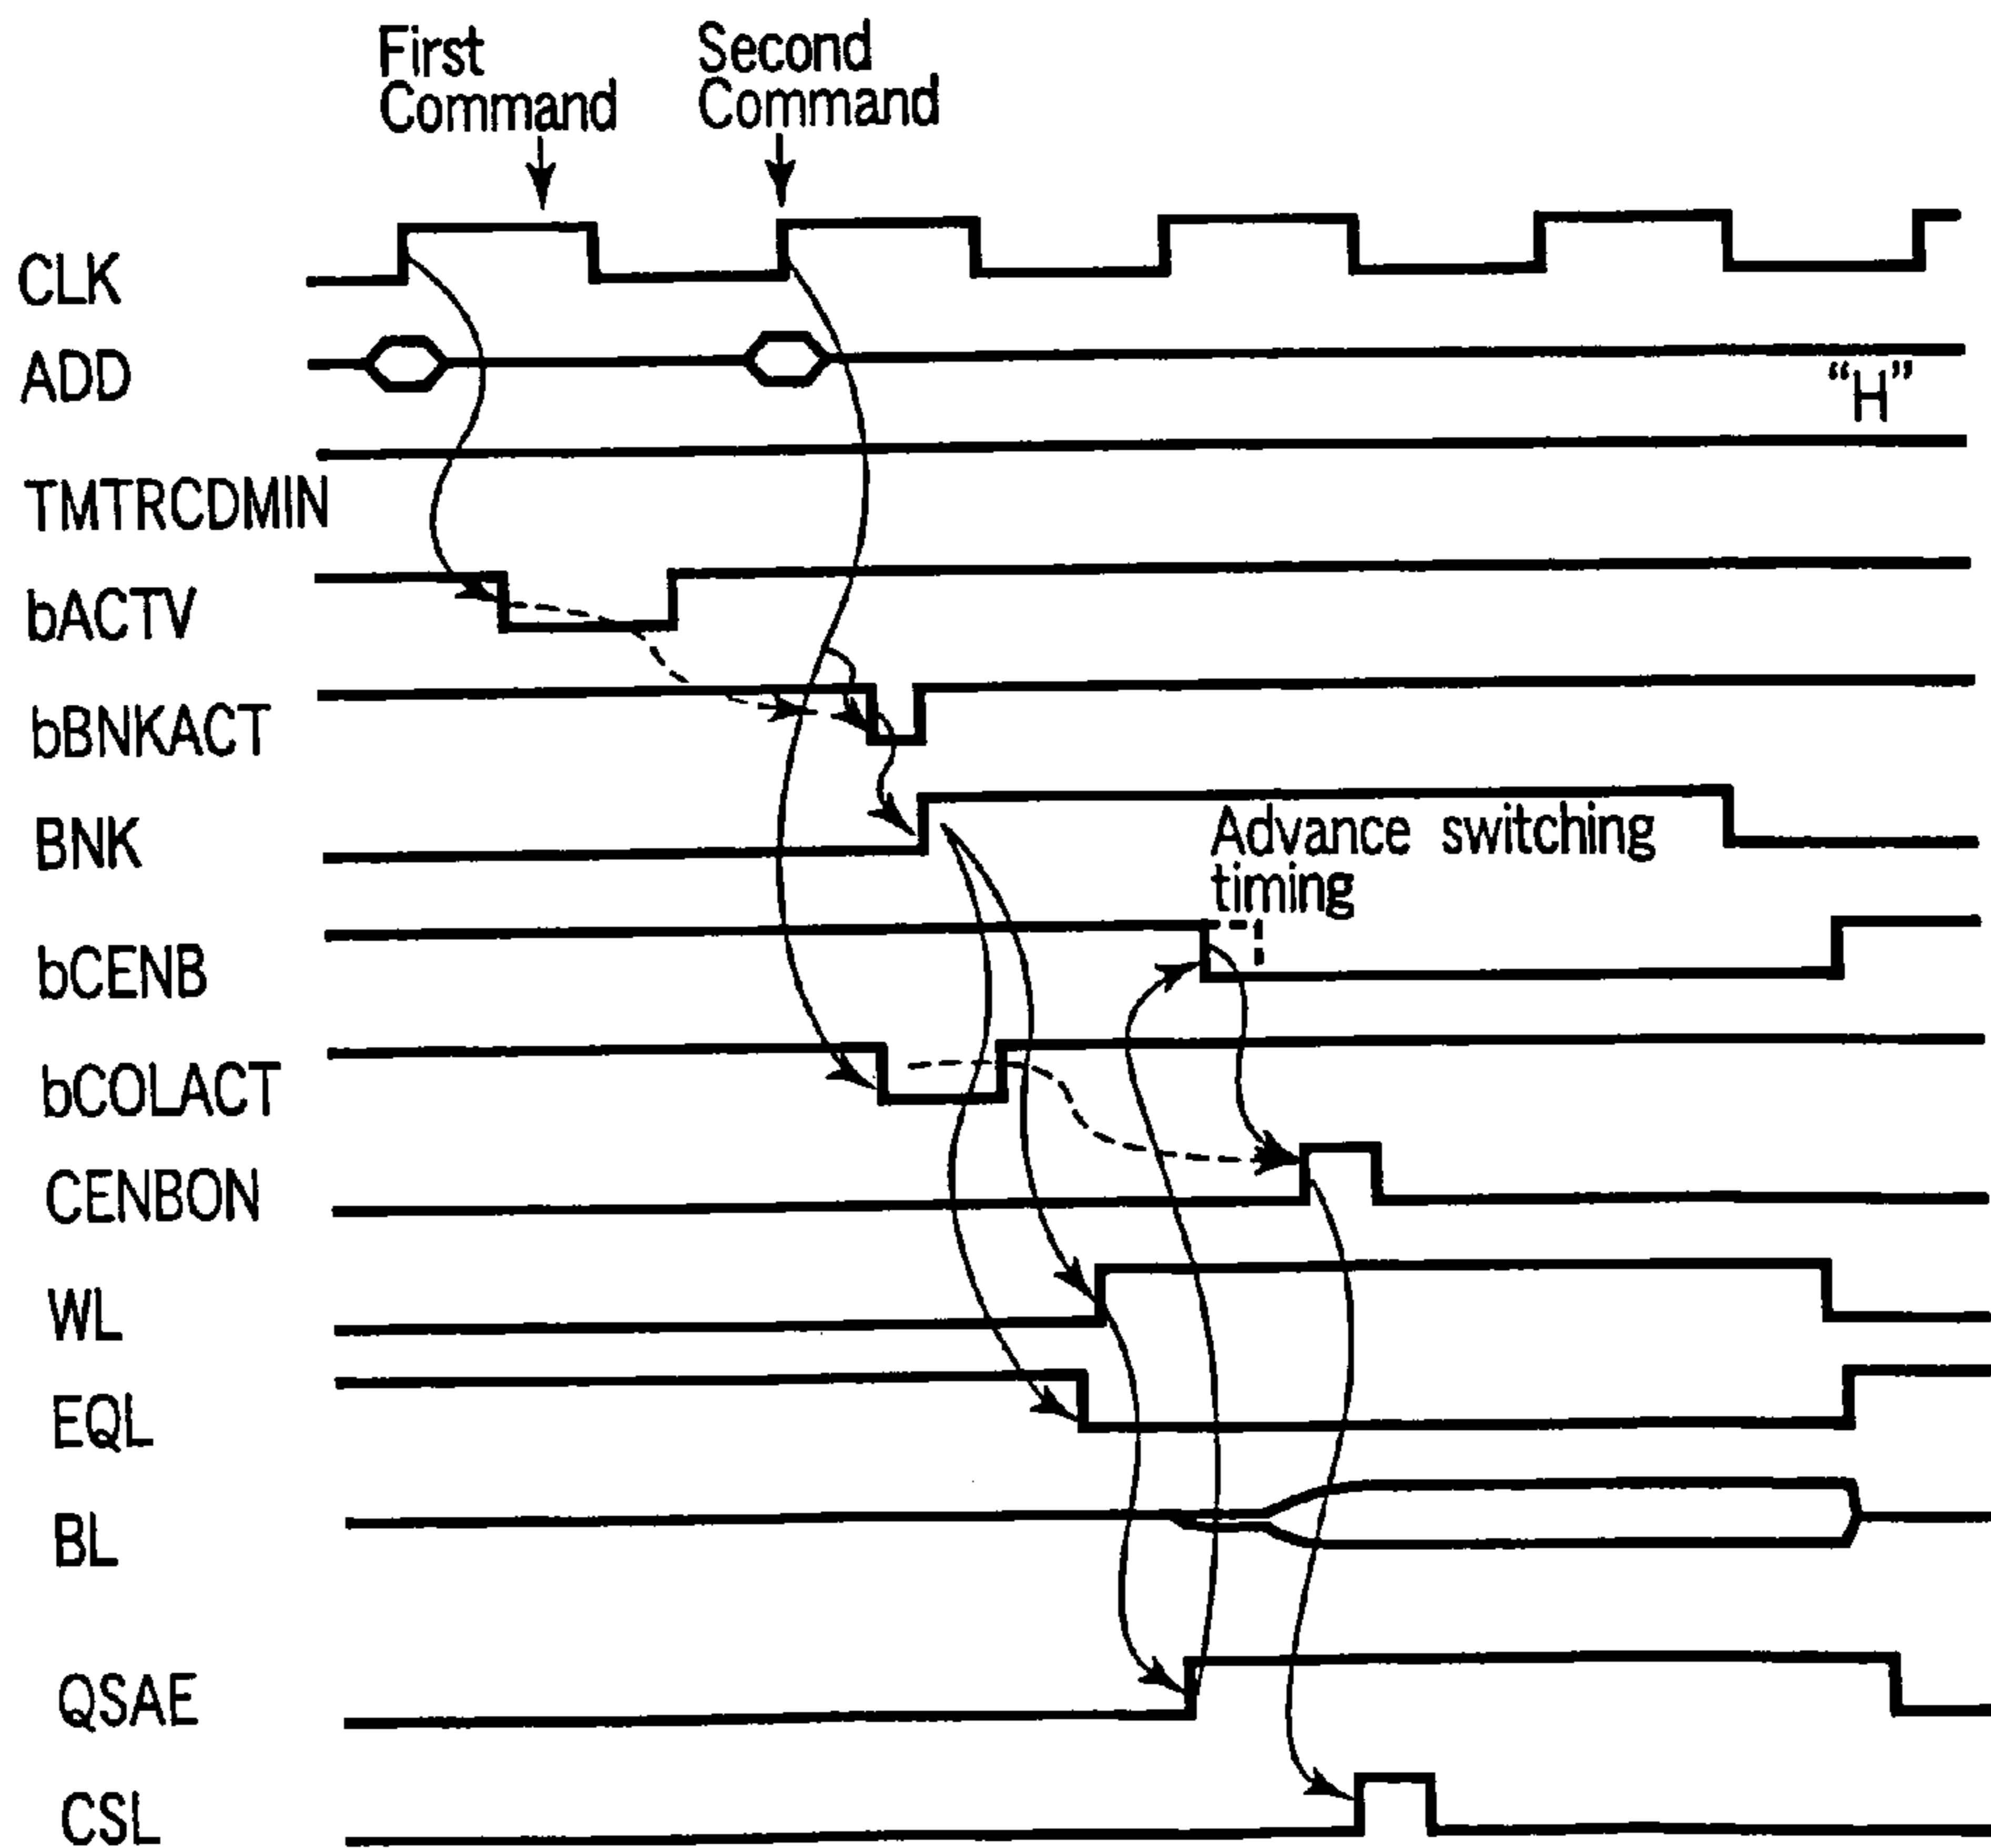 First
Command
Second
Command
CLK
ADD
"H"
TMTRCDMIN
bACTV
bBNKACT
BNK
Advance switching
timing
bCENB
bCOLACT
CENBON
WL
EQL
BL
QSAE
CSL